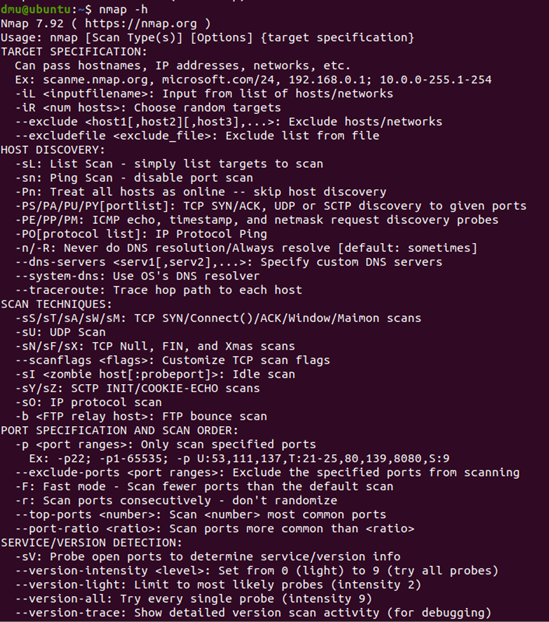 dmu@ubuntu:~$ nmap -h
Nmap 7.92 ( https://nmap.org )
Usage: nmap [Scan Type(s)] [Options] {target specification}
TARGET SPECIFICATION:
  Can pass hostnames, IP addresses, networks, etc.
  Ex: scanme.nmap.org, microsoft.com/24, 192.168.0.1; 10.0.0-255.1-254
  -iL <inputfilename>: Input from list of hosts/networks
  -iR <num hosts>: Choose random targets
  --exclude <host1[,host2][,host3],...>: Exclude hosts/networks
  --excludefile <exclude_file>: Exclude list from file
HOST DISCOVERY:
  -sL: List Scan - simply list targets to scan
  -sn: Ping Scan - disable port scan
  -Pn: Treat all hosts as online -- skip host discovery
  -PS/PA/PU/PY[portlist]: TCP SYN/ACK, UDP or SCTP discovery to given ports
  -PE/PP/PM: ICMP echo, timestamp, and netmask request discovery probes
  -PO[protocol list]: IP Protocol Ping
  -n/-R: Never do DNS resolution/Always resolve [default: sometimes]
  --dns-servers <serv1[,serv2],...>: Specify custom DNS servers
  --system-dns: Use OS's DNS resolver
  --traceroute: Trace hop path to each host
SCAN TECHNIQUES:
  -sS/sT/sA/sW/sM: TCP SYN/Connect()/ACK/Window/Maimon scans
  -sU: UDP Scan
  -sN/sF/sX: TCP Null, FIN, and Xmas scans
  --scanflags <flags>: Customize TCP scan flags
  -sI <zombie host[:probeport]>: Idle scan
  -sY/sZ: SCTP INIT/COOKIE-ECHO scans
  -sO: IP protocol scan
  -b <FTP relay host>: FTP bounce scan
PORT SPECIFICATION AND SCAN ORDER:
  -p <port ranges>: Only scan specified ports
    Ex: -p22; -p1-65535; -p U:53,111,137,T:21-25,80,139,8080,S:9
  --exclude-ports <port ranges>: Exclude the specified ports from scanning
  -F: Fast mode - Scan fewer ports than the default scan
  -r: Scan ports consecutively - don't randomize
  --top-ports <number>: Scan <number> most common ports
  --port-ratio <ratio>: Scan ports more common than <ratio>
SERVICE/VERSION DETECTION:
  -sV: Probe open ports to determine service/version info
  --version-intensity <level>: Set from 0 (light) to 9 (try all probes)
  --version-light: Limit to most likely probes (intensity 2)
  --version-all: Try every single probe (intensity 9)
  --version-trace: Show detailed version scan activity (for debugging)